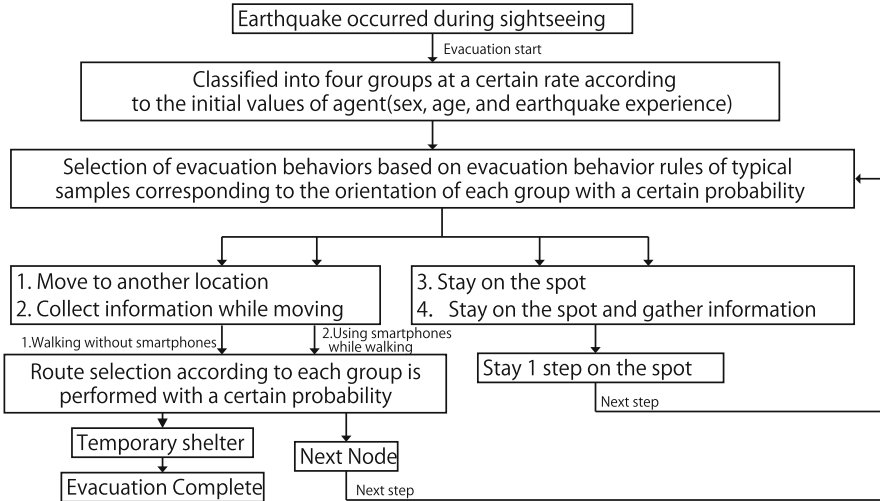 Earthquake occurred during sightseeing
Evacuation start
Classified into four groups at a certain rate according
to the initial values of agent(sex, age, and earthquake experience)
Selection of evacuation behaviors based on evacuation behavior rules of typical
samples corresponding to the orientation of each group with a certain probability
1. Move to another location
2. Collect information while moving
3. Stay on the spot
4. Stay on the spot and gather information
1.Walking without smartphones
2.Using smartphones
while walking
Route selection according to each group is
performed with a certain probability
Stay 1 step on the spot
Next step
Temporary shelter
Next Node
Evacuation Complete
Next step